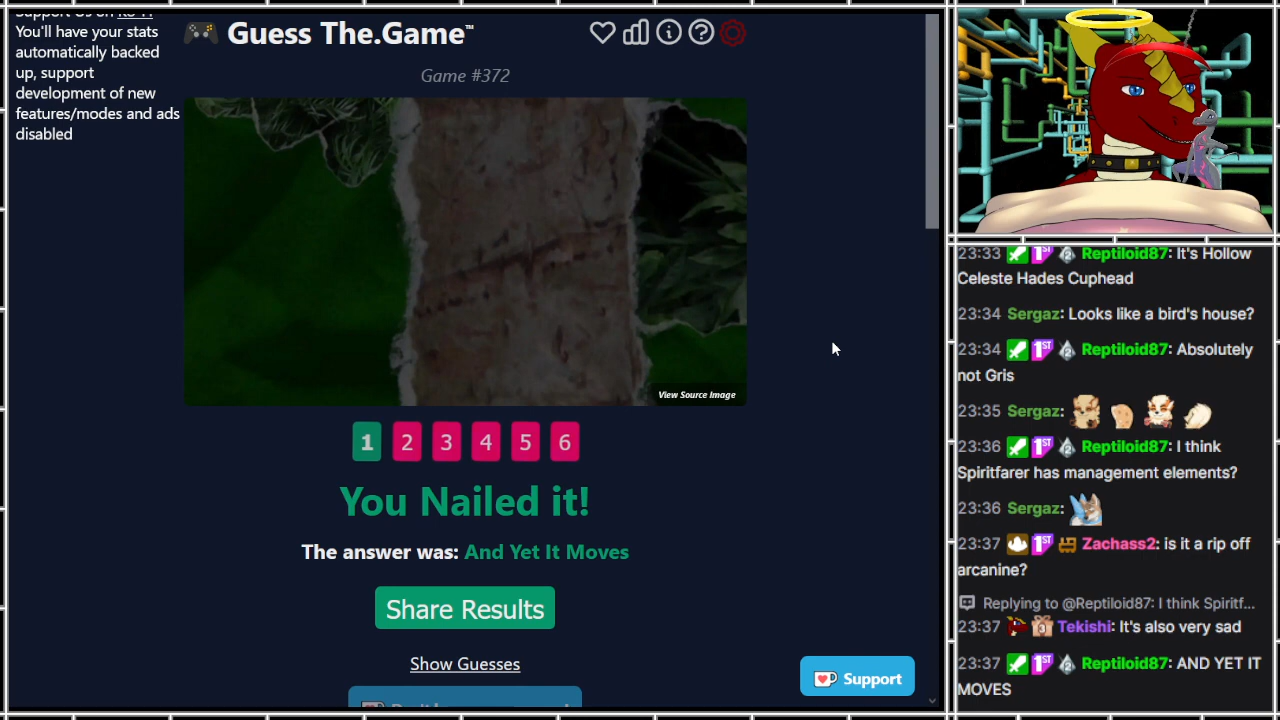 You'll have your stats
automatically backed
up, support
development of new
features/modes and ads
disabled
Guess The.Game™
Game #372
View Source Image
1 2 3 4 5 6
You Nailed it!
The answer was: And Yet It Moves
Share Results
Show Guesses
Support
23:33 Reptiloid87: It's Hollow
Celeste Hades Cuphead
23:34 Sergaz: Looks like a bird's house?
23:34 Reptiloid87: Absolutely
not Gris
23:35 Sergaz:
23:36 Reptiloid87: I think
Spiritfarer has management elements?
23:36 Sergaz:
23:37 Zachass2: is it a rip off
arcanine?
Replying to @Reptiloid87: I think Spiritf...
23:37 Tekishi: It's also very sad
23:37 Reptiloid87: AND YET IT
MOVES